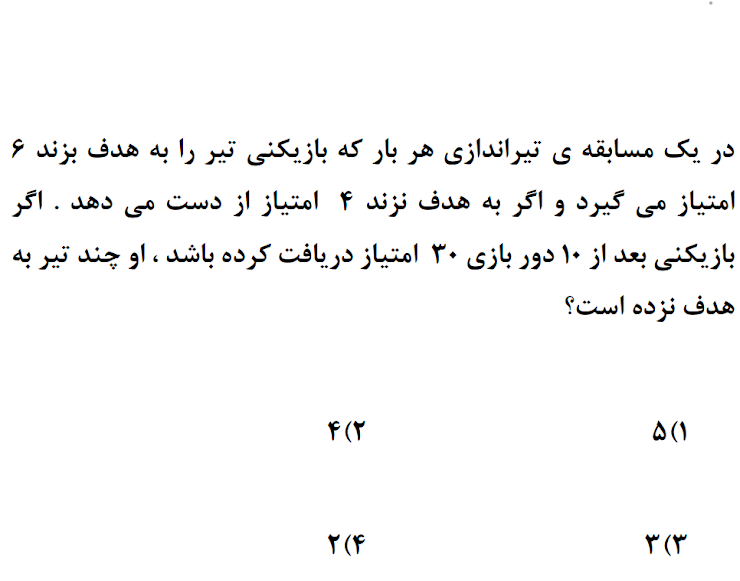 در یک مسابقه ی تیراندازی هر بار که بازیکنی تیر را به هدف بزند ۶
امتیاز می گیرد و اگر به هدف نزند ۴ امتیاز از دست می دهد . اگر
بازیکنی بعد از ۱۰ دور بازی ۳۰ امتیاز دریافت کرده باشد ، او چند تیر به
هدف نزده است؟
۱) ۵
۲) ۴
۳) ۳
۴) ۲